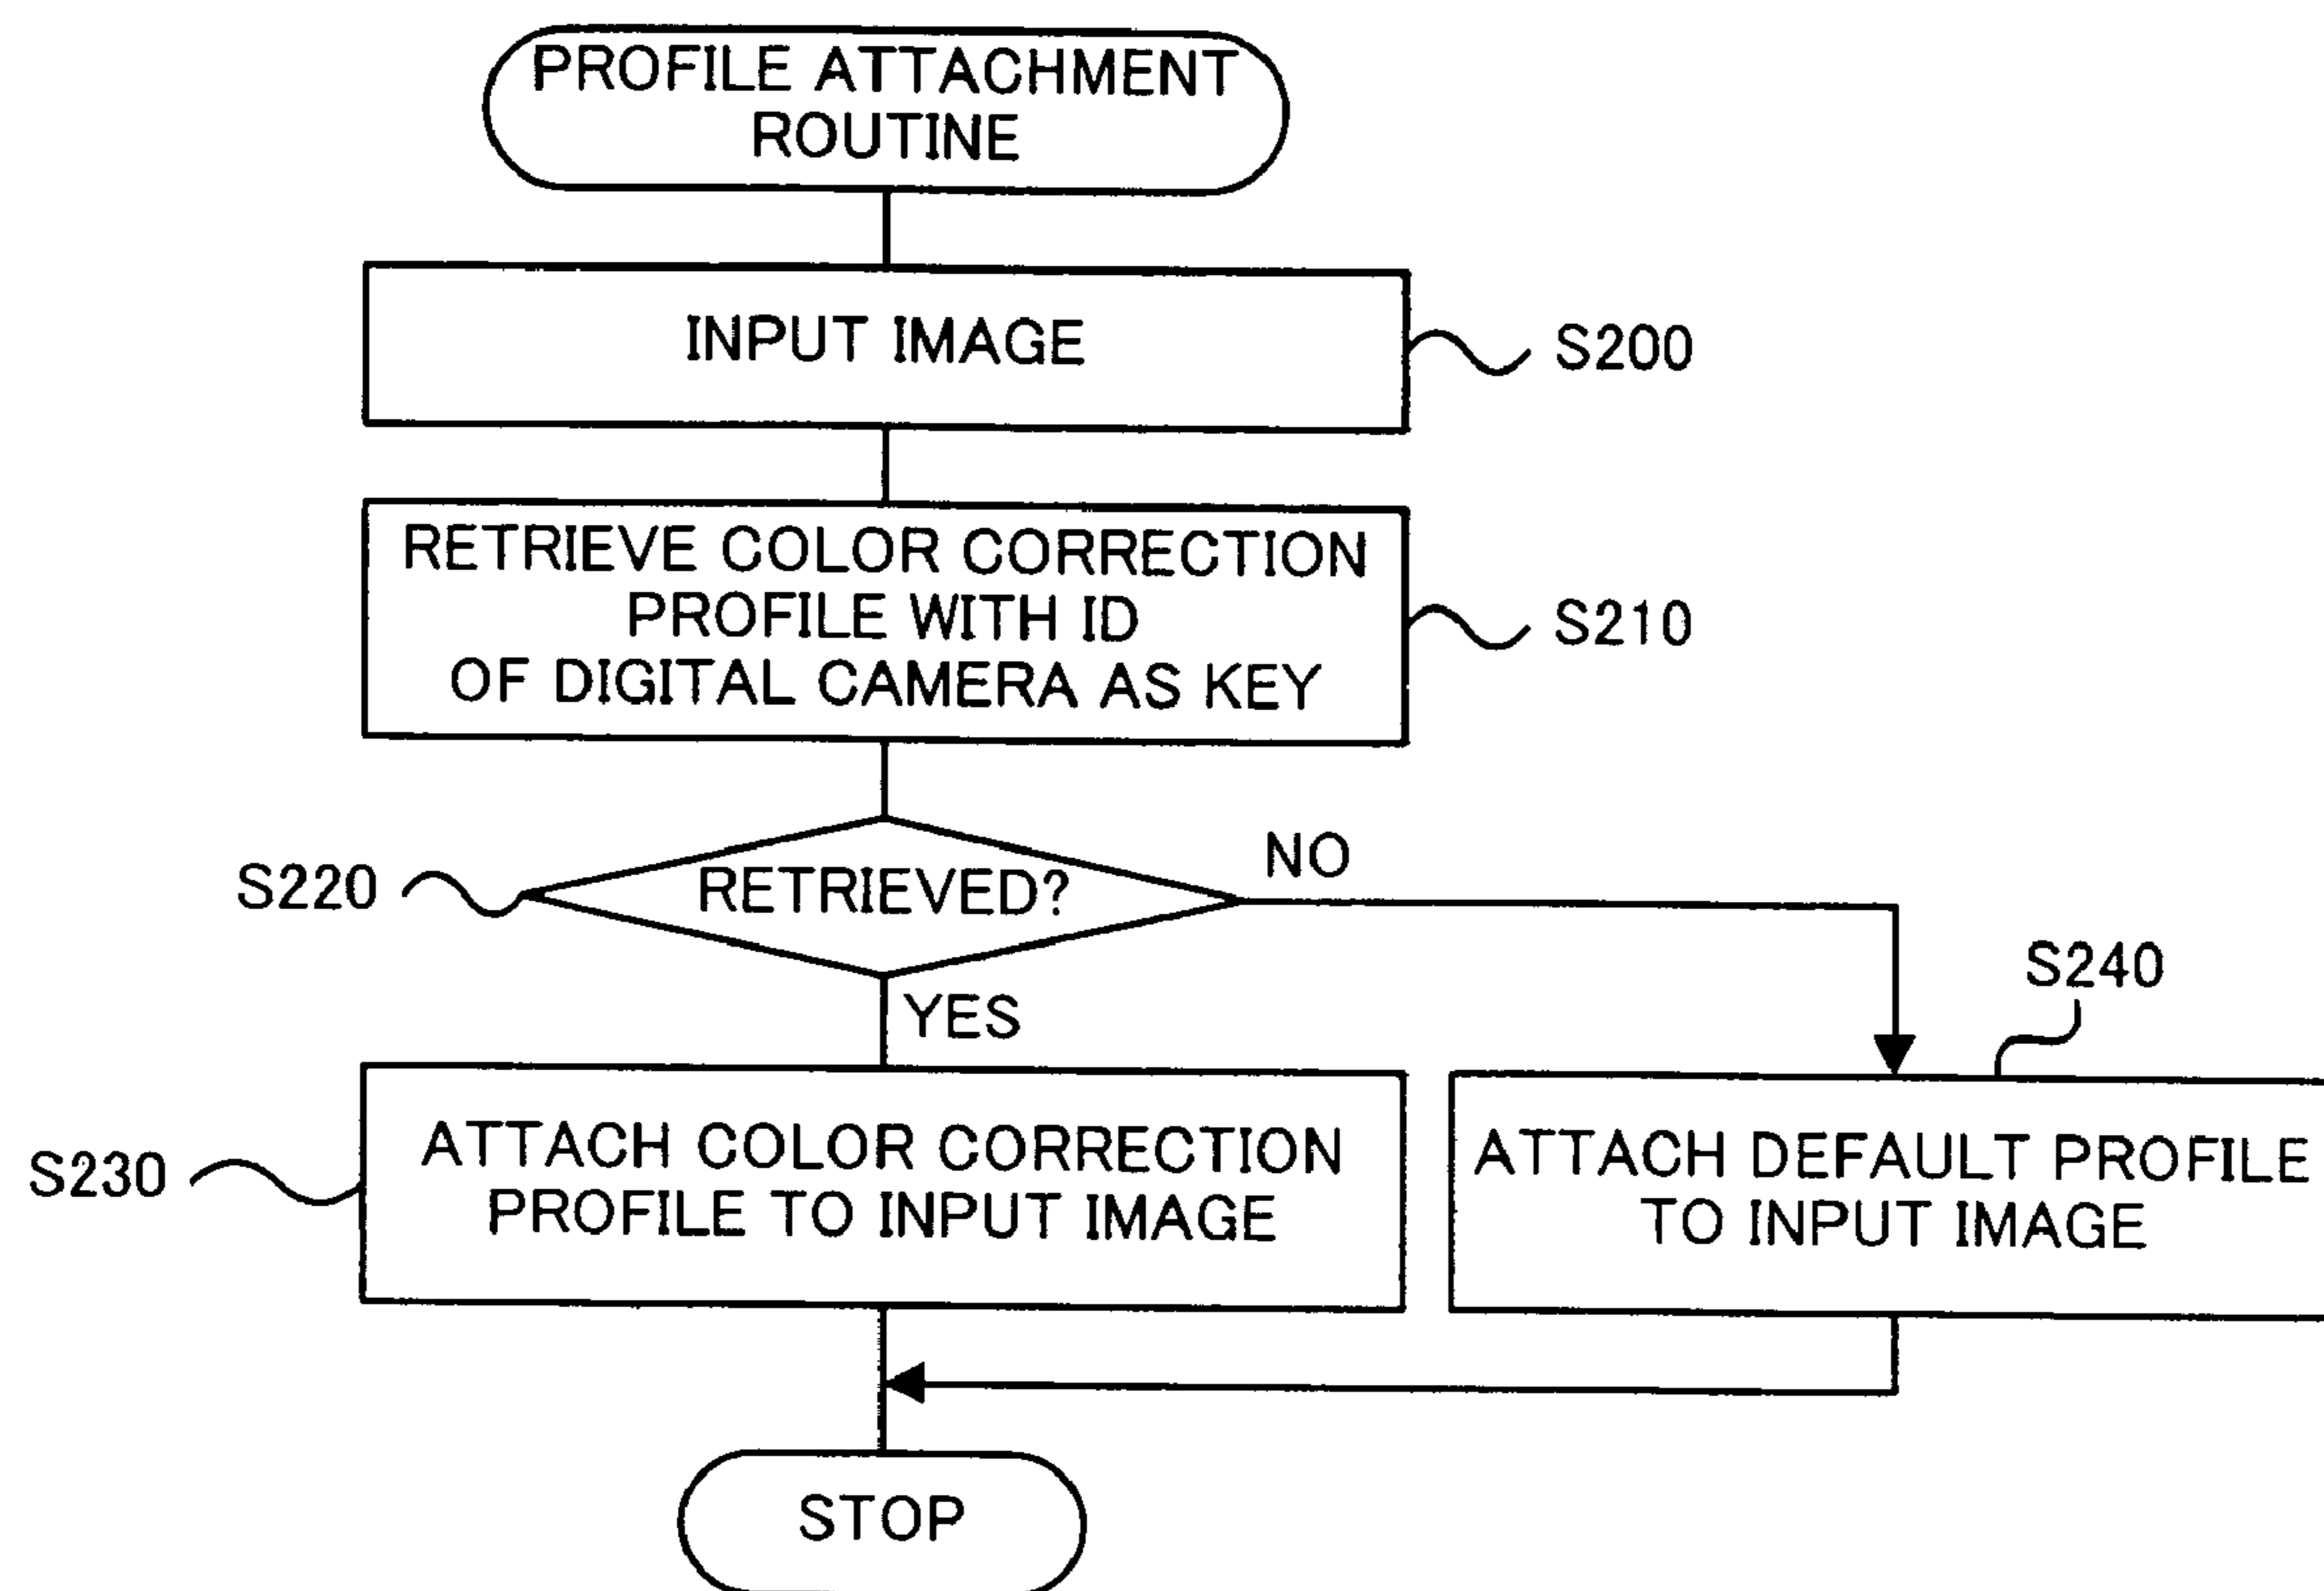 PROFILE ATTACHMENT
ROUTINE
INPUT IMAGE
S200
RETRIEVE COLOR CORRECTION
PROFILE WITH ID
OF DIGITAL CAMERA AS KEY
S210
S220
RETRIEVED?
NO
YES
S240
S230
ATTACH COLOR CORRECTION
PROFILE TO INPUT IMAGE
ATTACH DEFAULT PROFILE
TO INPUT IMAGE
STOP